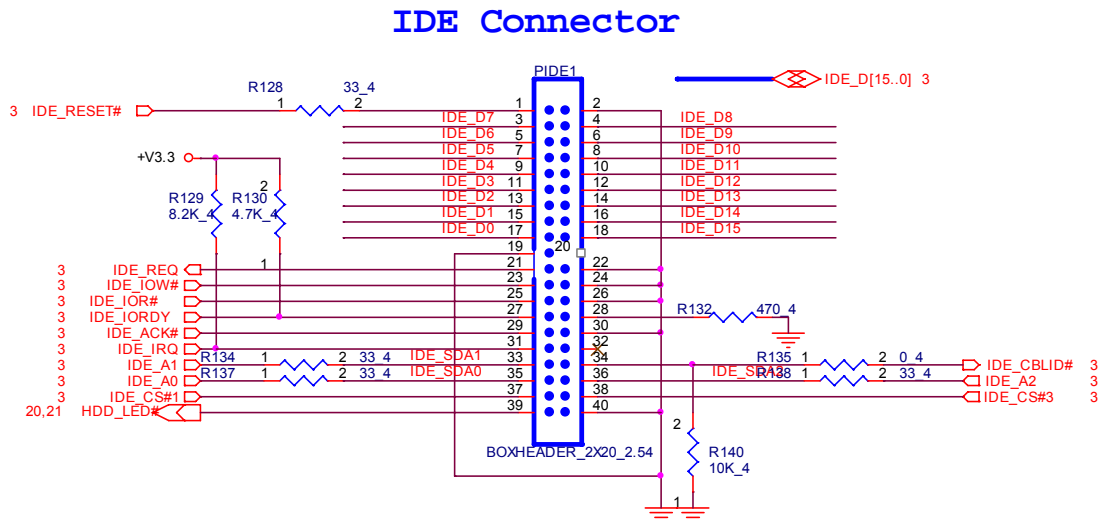 IDE Connector
PIDE1
IDE_D[15..0] 3
R128 33_4
3 IDE_RESET# 1 2 1 2
IDE_D7 3 4 IDE_D8
IDE_D6 5 6 IDE_D9
+V3.3 IDE_D5 7 8 IDE_D10
IDE_D4 9 10 IDE_D11
2 IDE_D3 11 12 IDE_D12
R129 R130 IDE_D2 13 14 IDE_D13
8.2K_4 4.7K_4 IDE_D1 15 16 IDE_D14
IDE_D0 17 18 IDE_D15
19 20
3 IDE_REQ 1 21 22
3 IDE_IOW# 23 24
3 IDE_IOR# 25 26
3 IDE_IORDY 27 28 R132 470_4
3 IDE_ACK# 29 30
3 IDE_IRQ 31 32
3 IDE_A1 R134 1 2 33_4 IDE_SDA1 33 34 R135 1 2 0_4 IDE_CBLID# 3
3 IDE_A0 R137 1 2 33_4 IDE_SDA0 35 36 IDE_SDA2 R138 1 2 33_4 IDE_A2 3
3 IDE_CS#1 37 38 IDE_CS#3 3
20,21 HDD_LED# 39 40
2
BOXHEADER_2X20_2.54 R140
10K_4
1